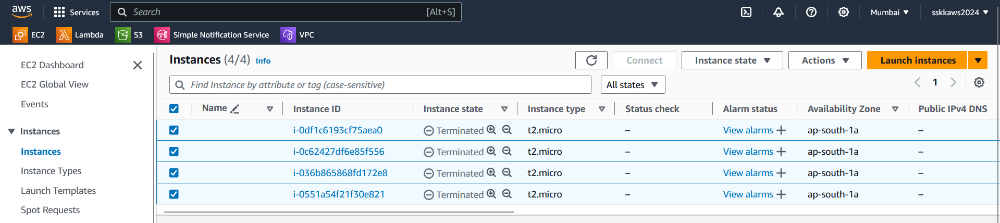 aws Services Search [Alt+S] Mumbai sskkaws2024
EC2 Lambda S3 Simple Notification Service VPC
EC2 Dashboard
EC2 Global View
Events
Instances
Instances
Instance Types
Launch Templates
Spot Requests
Instances (4/4) Info Connect Instance state Actions Launch instances
Find Instance by attribute or tag (case-sensitive) All states 1
Name Instance ID Instance state Instance type Status check Alarm status Availability Zone Public IPv4 DNS
i-0df1c6193cf75aea0 Terminated t2.micro – View alarms + ap-south-1a –
i-0c62427df6e85f556 Terminated t2.micro – View alarms + ap-south-1a –
i-036b865868fd172e8 Terminated t2.micro – View alarms + ap-south-1a –
i-0551a54f21f30e821 Terminated t2.micro – View alarms + ap-south-1a –